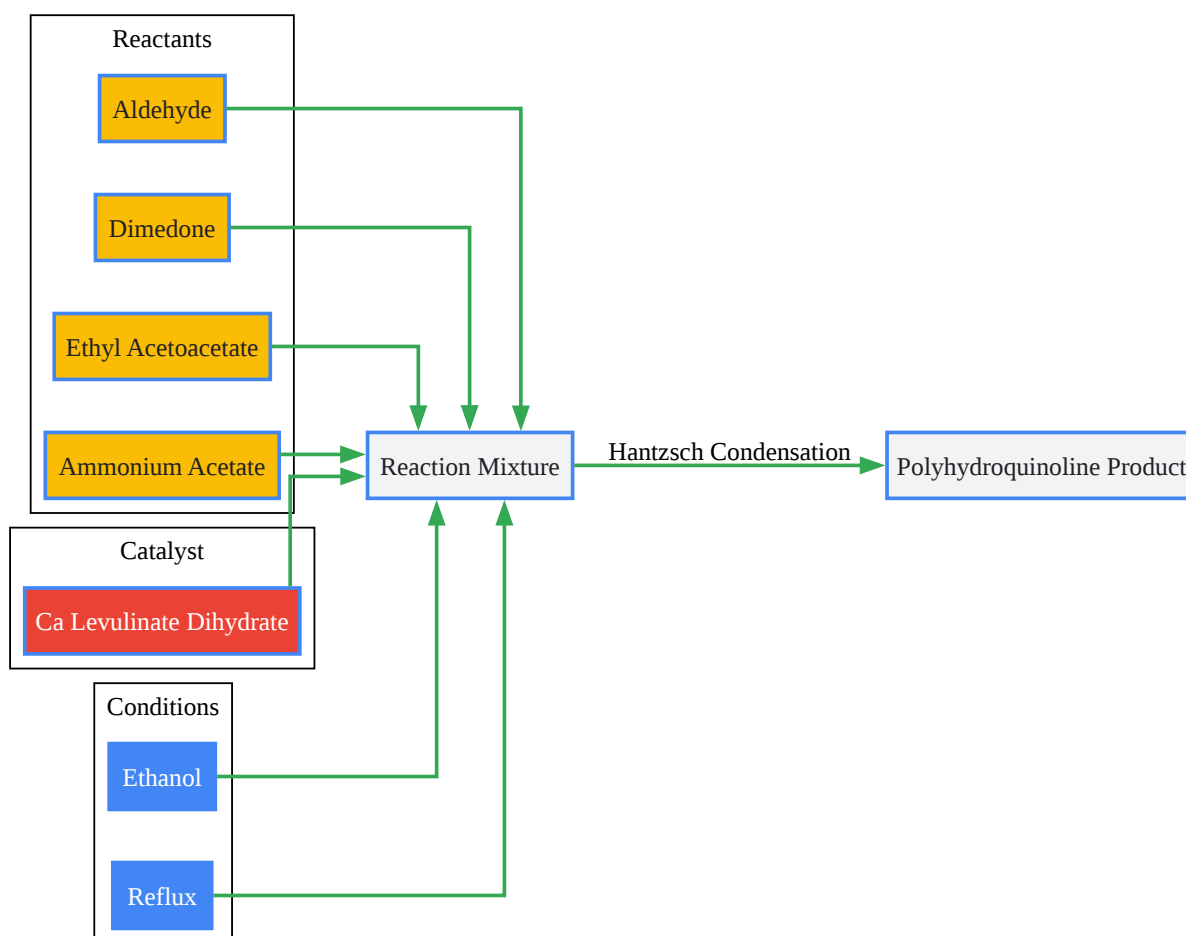 Reactants
Aldehyde
Dimedone
Ethyl Acetoacetate
Ammonium Acetate
Reaction Mixture
Hantzsch Condensation
Polyhydroquinoline Product
Catalyst
Ca Levulinate Dihydrate
Conditions
Ethanol
Reflux